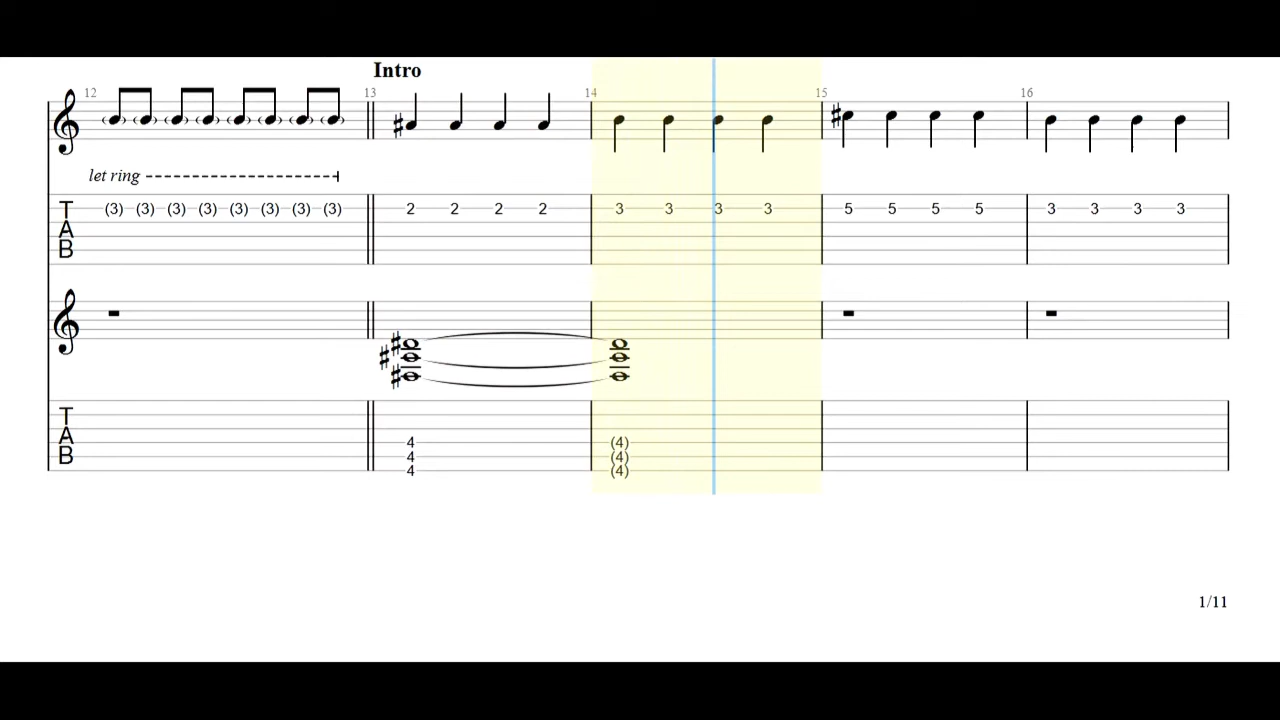 Intro
12 13 14 15 16
let ring
T (3) (3) (3) (3) (3) (3) (3) (3) 2 2 2 2 3 3 3 3 5 5 5 5 3 3 3 3
A
B
T
A 4 (4)
B 4 (4)
4 (4)
1/11